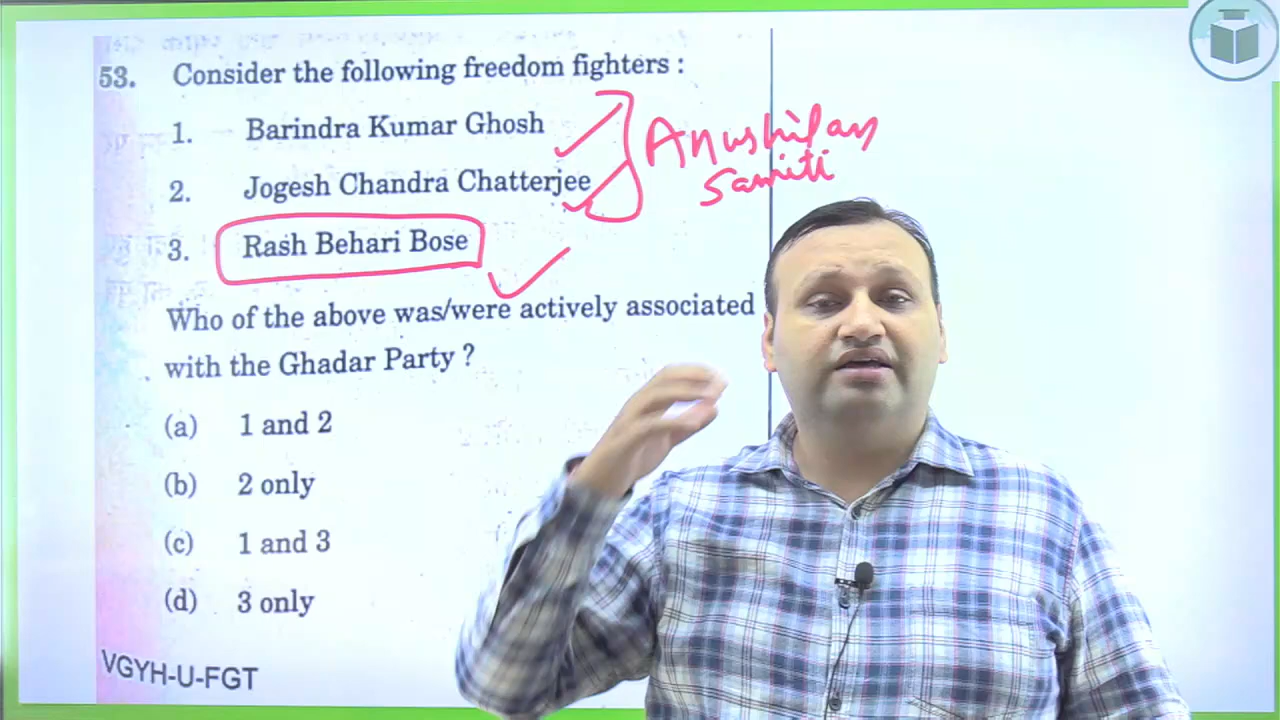 53. Consider the following freedom fighters :
1. Barindra Kumar Ghosh
2. Jogesh Chandra Chatterjee
3. Rash Behari Bose
Anushilan
Samiti
Who of the above was/were actively associated
with the Ghadar Party ?
(a) 1 and 2
(b) 2 only
(c) 1 and 3
(d) 3 only
VGYH-U-FGT